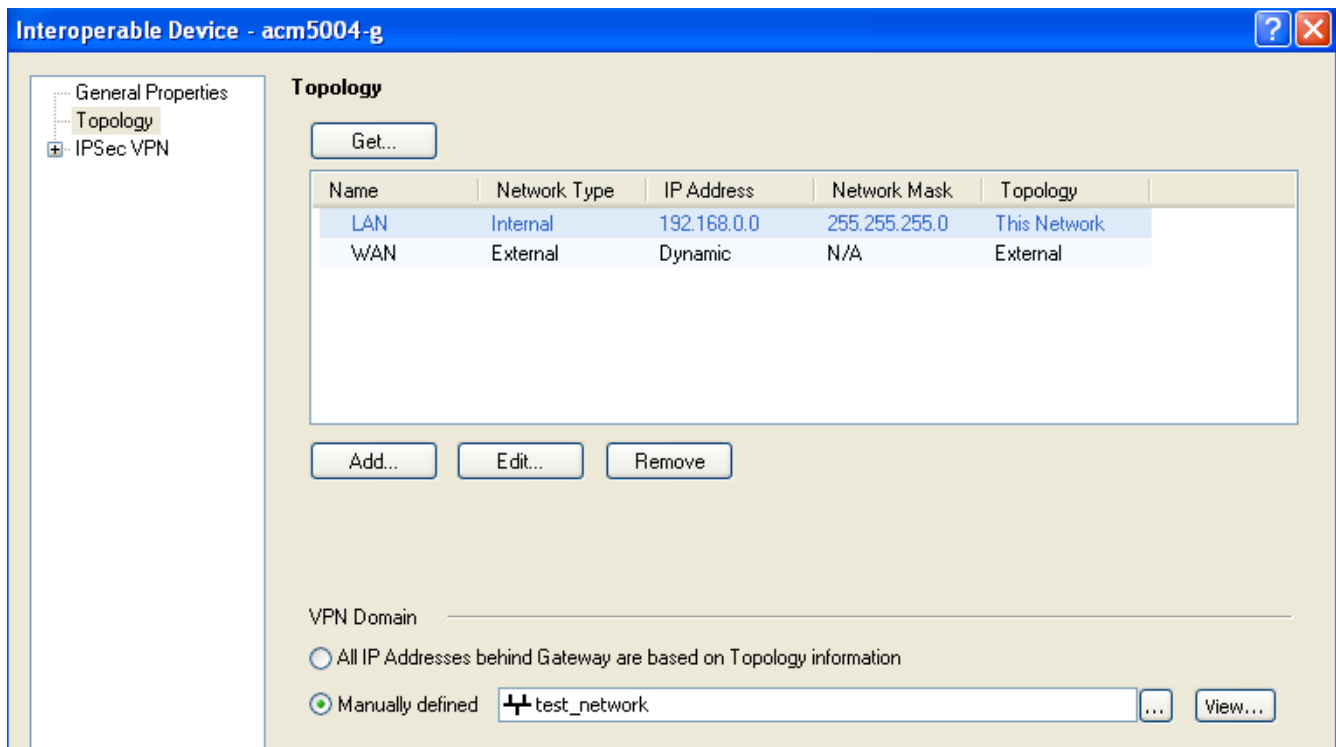 Interoperable Device - acm5004-g
General Properties
Topology
IPSec VPN
Topology
Get...
Name Network Type IP Address Network Mask Topology
LAN Internal 192.168.0.0 255.255.255.0 This Network
WAN External Dynamic N/A External
Add... Edit... Remove
VPN Domain
All IP Addresses behind Gateway are based on Topology information
Manually defined test_network ... View...